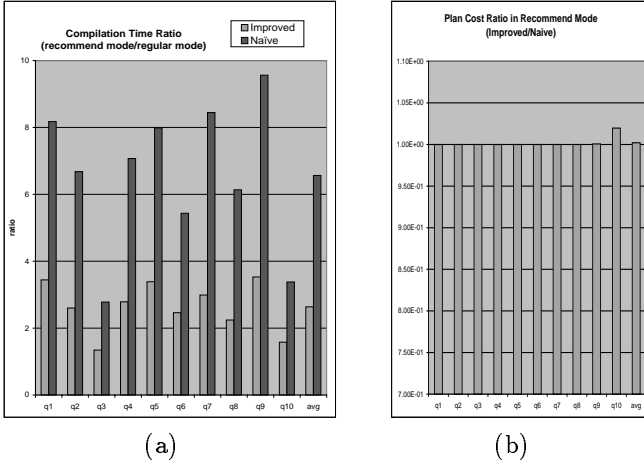 Compilation Time Ratio
(recommend mode/regular mode)
Improved
Naïve
10
8
6
4
2
0
ratio
q1 q2 q3 q4 q5 q6 q7 q8 q9 q10 avg
(a)
Plan Cost Ratio in Recommend Mode
(Improved/Naive)
1.10E+00
1.05E+00
1.00E+00
9.50E-01
9.00E-01
8.50E-01
8.00E-01
7.50E-01
7.00E-01
q1 q2 q3 q4 q5 q6 q7 q8 q9 q10 avg
(b)